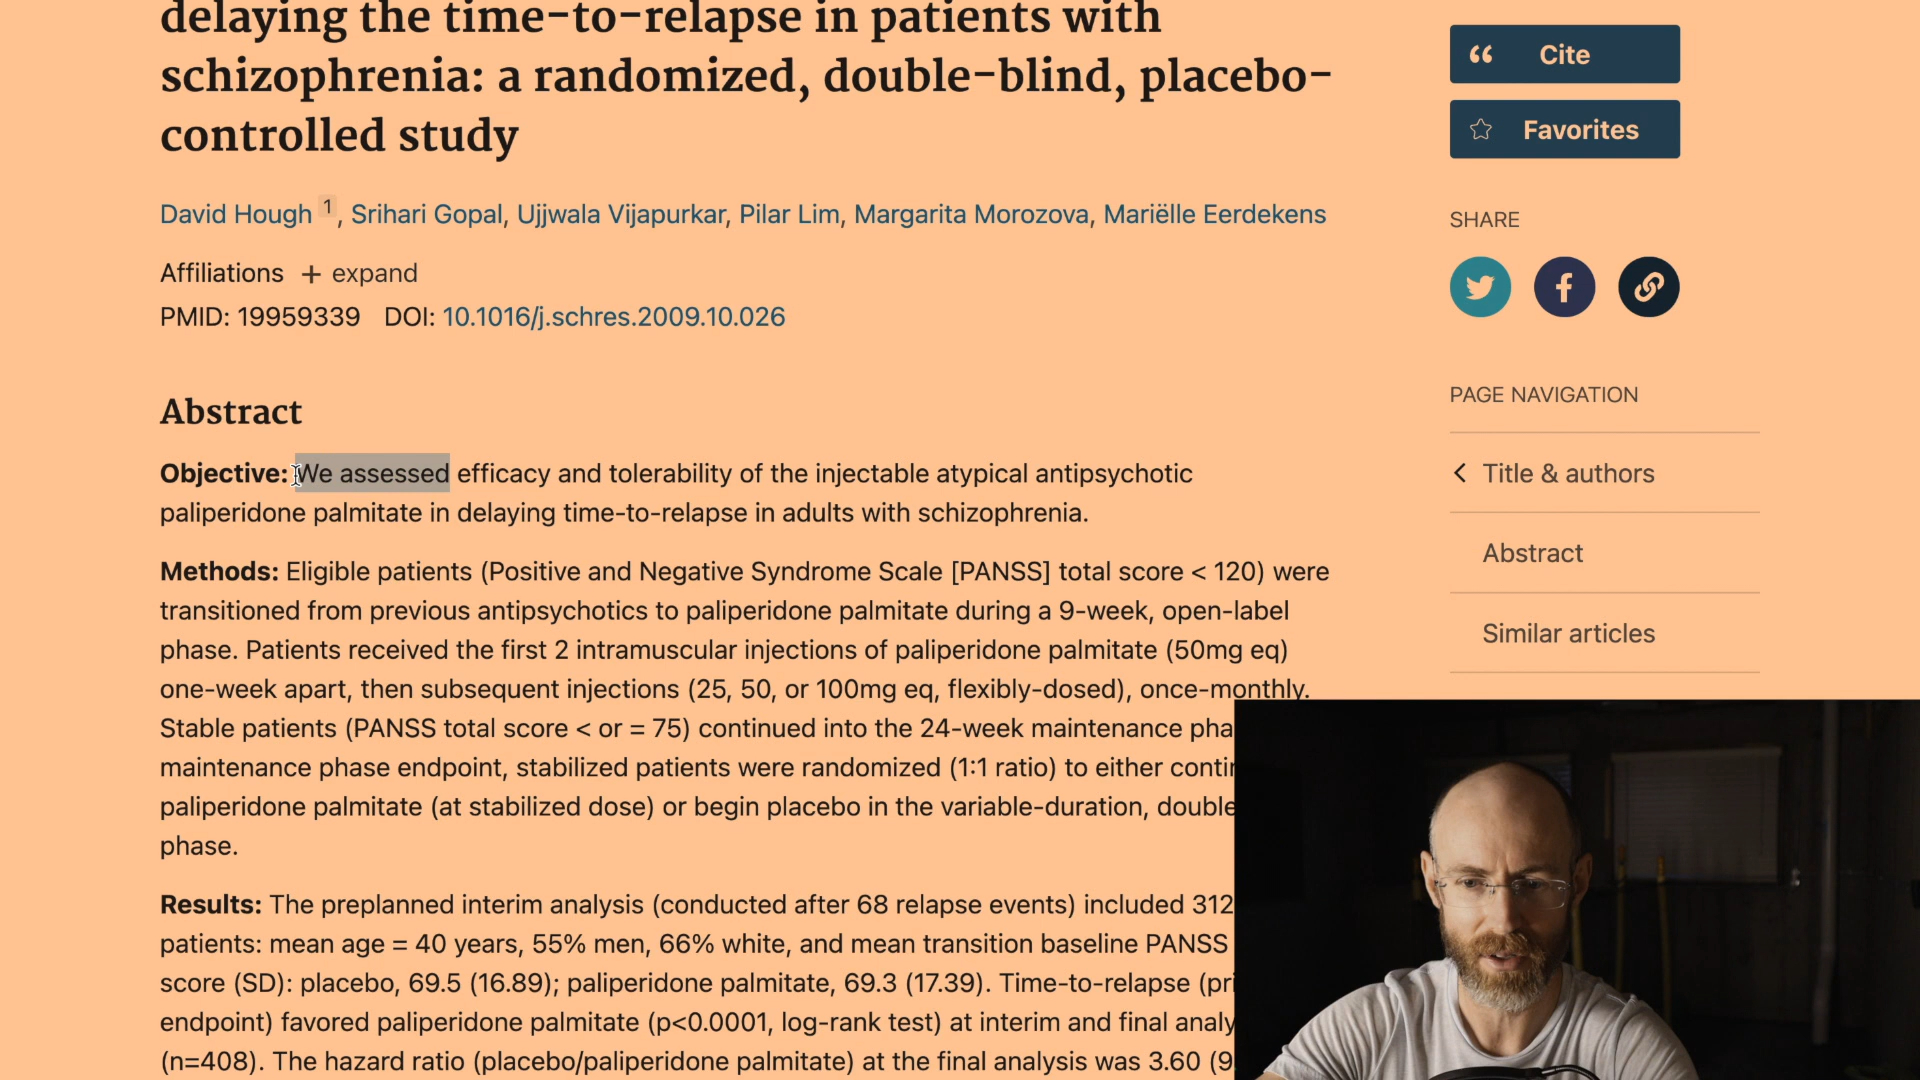 delaying the time-to-relapse in patients with
schizophrenia: a randomized, double-blind, placebo-
controlled study
David Hough 1, Srihari Gopal, Ujjwala Vijapurkar, Pilar Lim, Margarita Morozova, Mariëlle Eerdekens
Affiliations + expand
PMID: 19959339 DOI: 10.1016/j.schres.2009.10.026
Abstract
Objective: We assessed efficacy and tolerability of the injectable atypical antipsychotic
paliperidone palmitate in delaying time-to-relapse in adults with schizophrenia.
Methods: Eligible patients (Positive and Negative Syndrome Scale [PANSS] total score < 120) were
transitioned from previous antipsychotics to paliperidone palmitate during a 9-week, open-label
phase. Patients received the first 2 intramuscular injections of paliperidone palmitate (50mg eq)
one-week apart, then subsequent injections (25, 50, or 100mg eq, flexibly-dosed), once-monthly.
Stable patients (PANSS total score < or = 75) continued into the 24-week maintenance pha
maintenance phase endpoint, stabilized patients were randomized (1:1 ratio) to either contin
paliperidone palmitate (at stabilized dose) or begin placebo in the variable-duration, double
phase.
Results: The preplanned interim analysis (conducted after 68 relapse events) included 312
patients: mean age = 40 years, 55% men, 66% white, and mean transition baseline PANSS
score (SD): placebo, 69.5 (16.89); paliperidone palmitate, 69.3 (17.39). Time-to-relapse (pri
endpoint) favored paliperidone palmitate (p<0.0001, log-rank test) at interim and final analy
(n=408). The hazard ratio (placebo/paliperidone palmitate) at the final analysis was 3.60 (9
Cite
Favorites
SHARE
PAGE NAVIGATION
Title & authors
Abstract
Similar articles